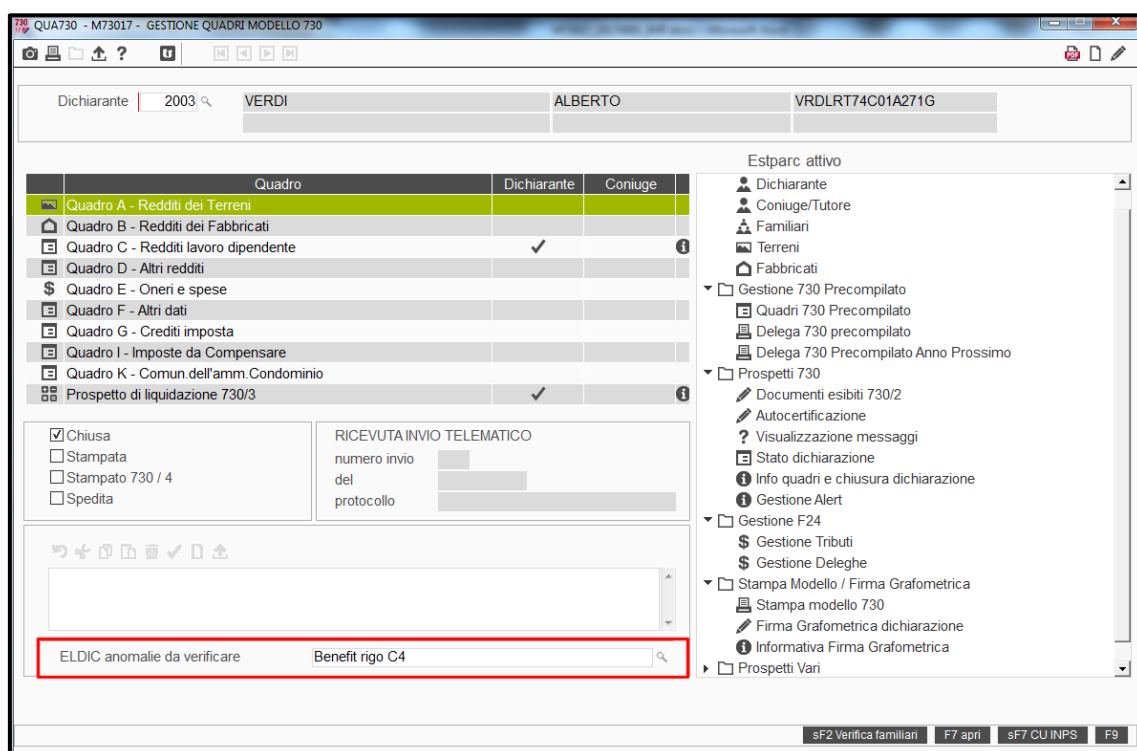 QUA730 - M73017 - GESTIONE QUADRI MODELLO 730
Dichiarante 2003 VERDI ALBERTO VRDLRT74C01A271G
Estparc attivo
Quadro Dichiarante Coniuge
Quadro A - Redditi dei Terreni
Quadro B - Redditi dei Fabbricati
Quadro C - Redditi lavoro dipendente
Quadro D - Altri redditi
Quadro E - Oneri e spese
Quadro F - Altri dati
Quadro G - Crediti imposta
Quadro I - Imposte da Compensare
Quadro K - Comun.dell'amm.Condominio
Prospetto di liquidazione 730/3
Chiusa
Stampata
Stampato 730 / 4
Spedita
RICEVUTA INVIO TELEMATICO
numero invio
del
protocollo
ELDIC anomalie da verificare Benefit rigo C4
Dichiarante
Coniuge/Tutore
Familiari
Terreni
Fabbricati
Gestione 730 Precompilato
Quadri 730 Precompilato
Delega 730 precompilato
Delega 730 Precompilato Anno Prossimo
Prospetti 730
Documenti esibiti 730/2
Autocertificazione
Visualizzazione messaggi
Stato dichiarazione
Info quadri e chiusura dichiarazione
Gestione Alert
Gestione F24
Gestione Tributi
Gestione Deleghe
Stampa Modello / Firma Grafometrica
Stampa modello 730
Firma Grafometrica dichiarazione
Informativa Firma Grafometrica
Prospetti Vari
sF2 Verifica familiari F7 apri sF7 CU INPS F9